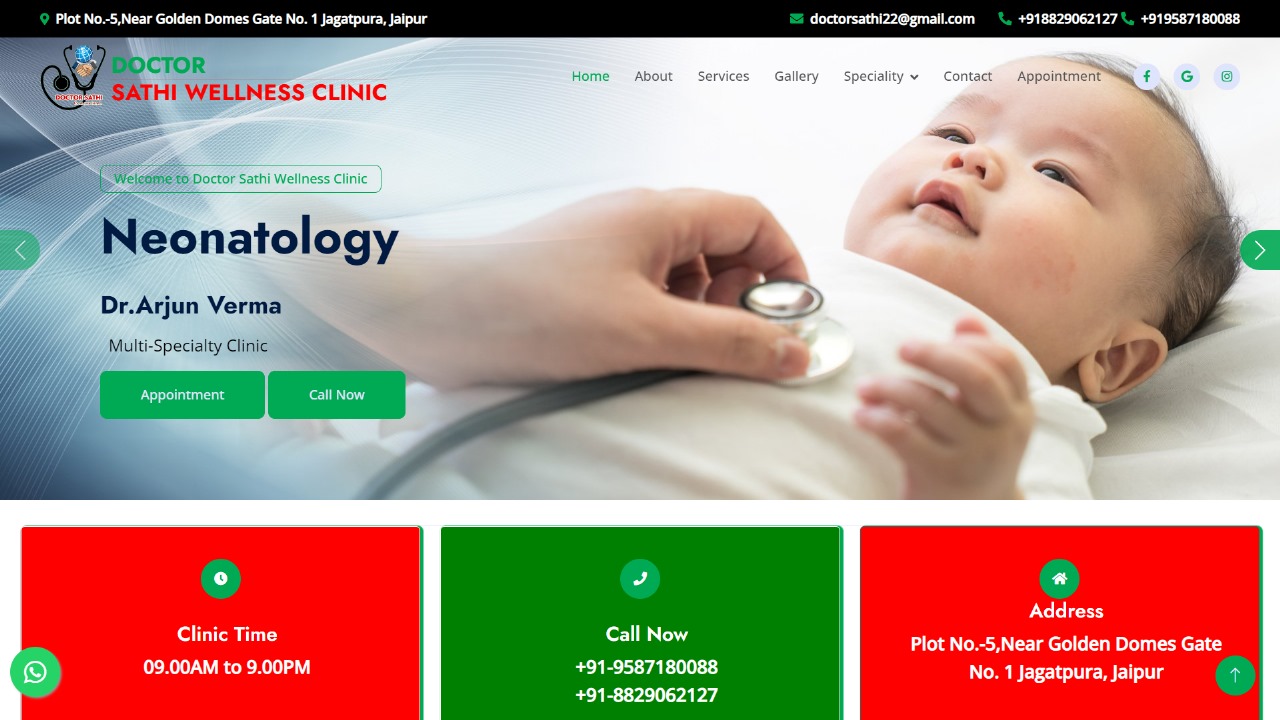 Plot No.-5,Near Golden Domes Gate No. 1 Jagatpura, Jaipur
doctorsathi22@gmail.com
+918829062127
+919587180088
DOCTOR SATHI
DOCTOR
SATHI WELLNESS CLINIC
Home
About
Services
Gallery
Speciality
Contact
Appointment
Welcome to Doctor Sathi Wellness Clinic
Neonatology
Dr.Arjun Verma
Multi-Specialty Clinic
Appointment
Call Now
Clinic Time
09.00AM to 9.00PM
Call Now
+91-9587180088
+91-8829062127
Address
Plot No.-5,Near Golden Domes Gate
No. 1 Jagatpura, Jaipur